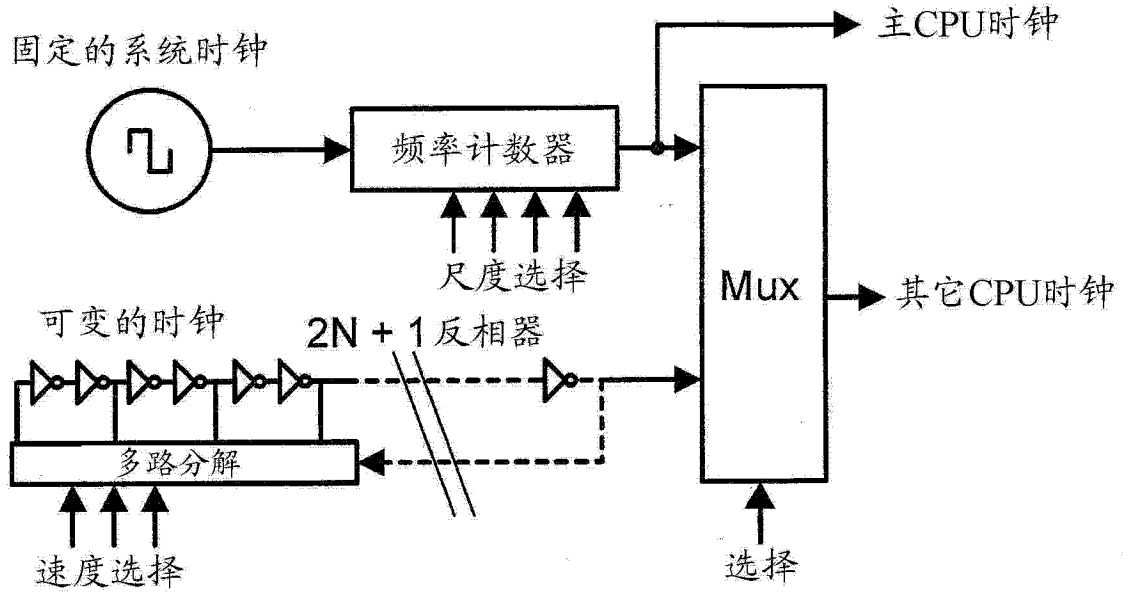 主CPU时钟
固定的系统时钟
频率计数器
尺度选择
Mux
其它CPU时钟
可变的时钟
2N + 1反相器
多路分解
速度选择
选择